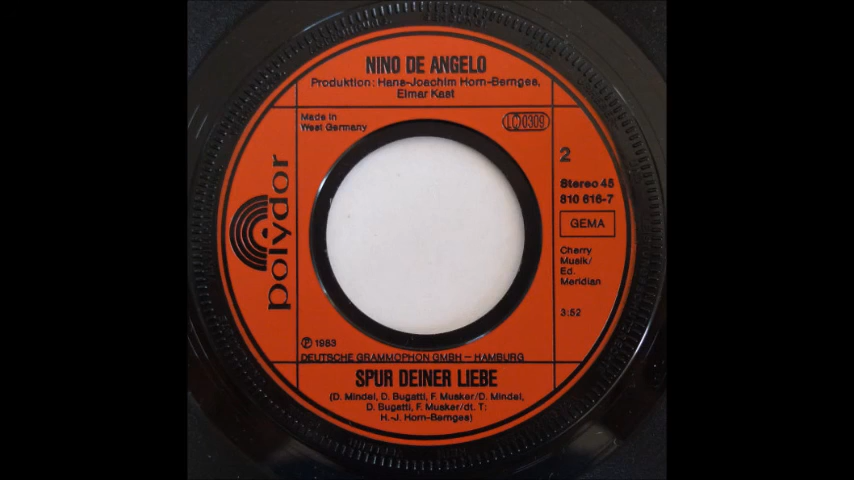 NINO DE ANGELO
Produktion: Hans-Joachim Horn-Bernges,
Elmar Kast
Made in
West Germany
LC 0309
2
Stereo 45
810 616-7
GEMA
Cherry
Musik/
Ed.
Meridian
3:52
polydor
Ⓟ 1983
DEUTSCHE GRAMMOPHON GMBH – HAMBURG
SPUR DEINER LIEBE
(D. Mindel, D. Bugatti, F. Musker/D. Mindel,
D. Bugatti, F. Musker/dt. T:
H.-J. Horn-Bernges)